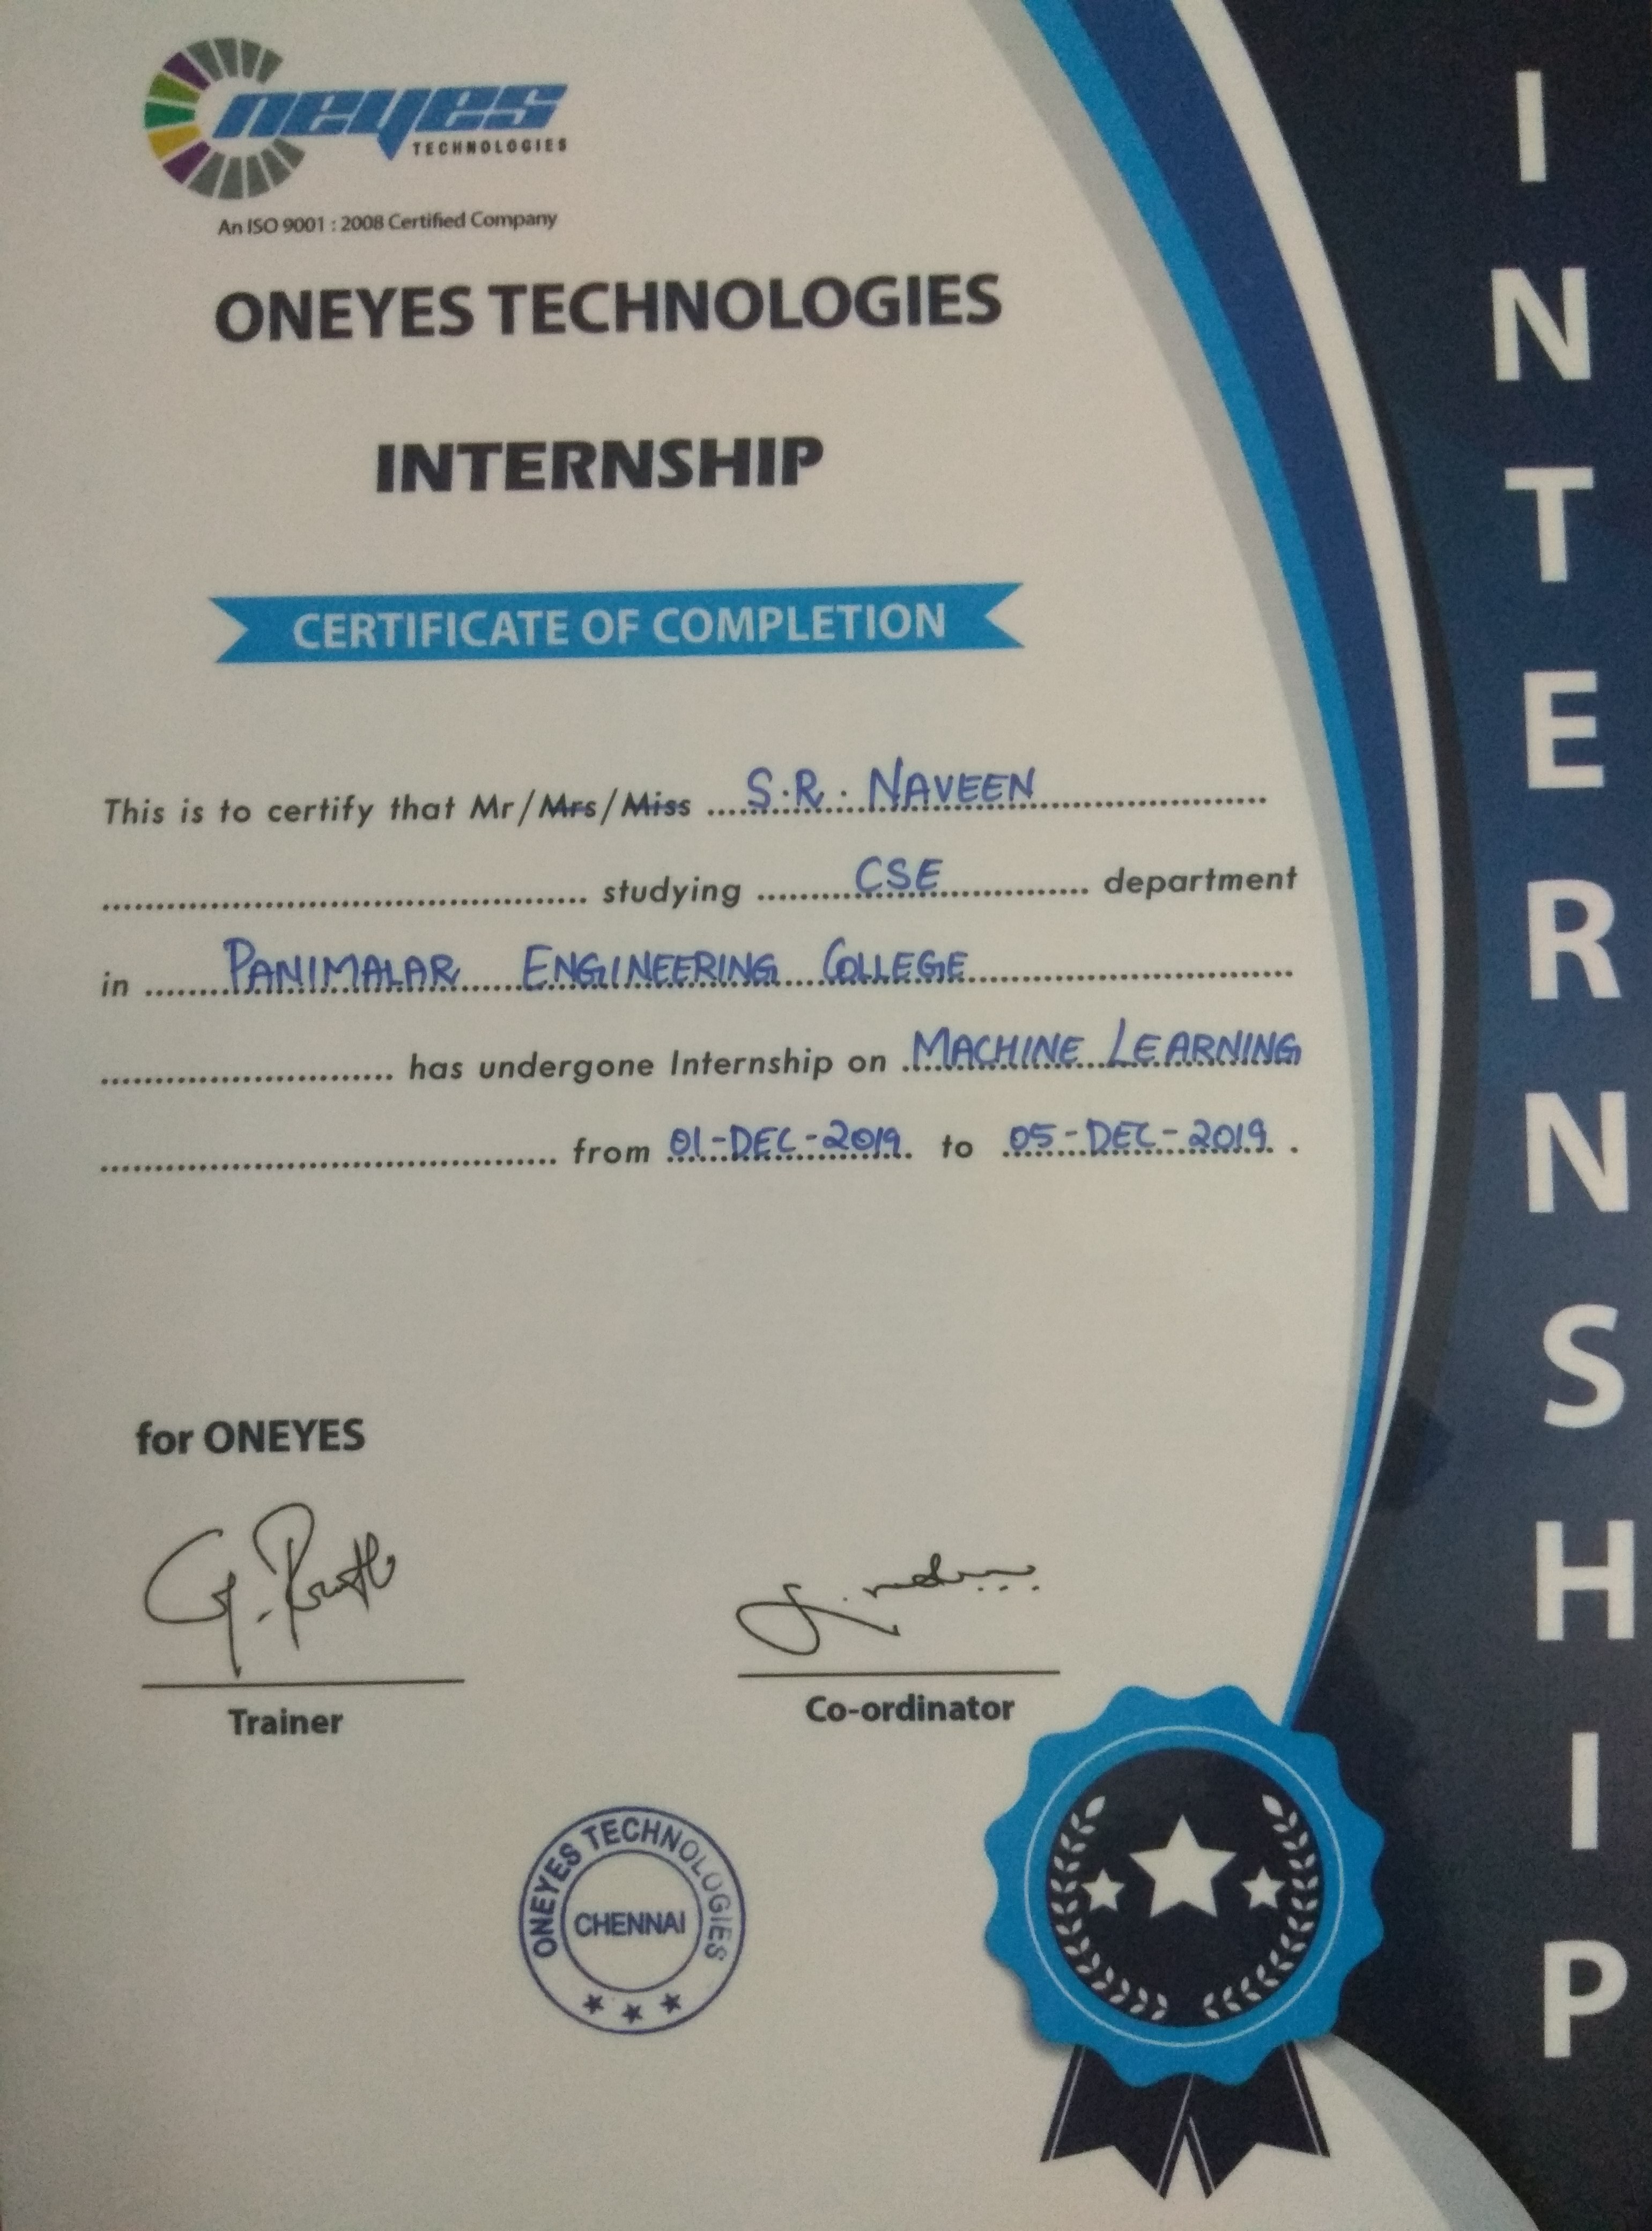 Oneyes
TECHNOLOGIES
An ISO 9001 : 2008 Certified Company
ONEYES TECHNOLOGIES
INTERNSHIP
CERTIFICATE OF COMPLETION
This is to certify that Mr/Mrs/Miss ....S.R. NAVEEN....................
........................................ studying ........CSE............ department
in ......PANIMALAR ENGINEERING COLLEGE........................
........................ has undergone Internship on MACHINE LEARNING
.................................... from 01-DEC-2019 to 05-DEC-2019.
for ONEYES
Trainer
Co-ordinator
ONEYES TECHNOLOGIES
CHENNAI
INTERNSHIP